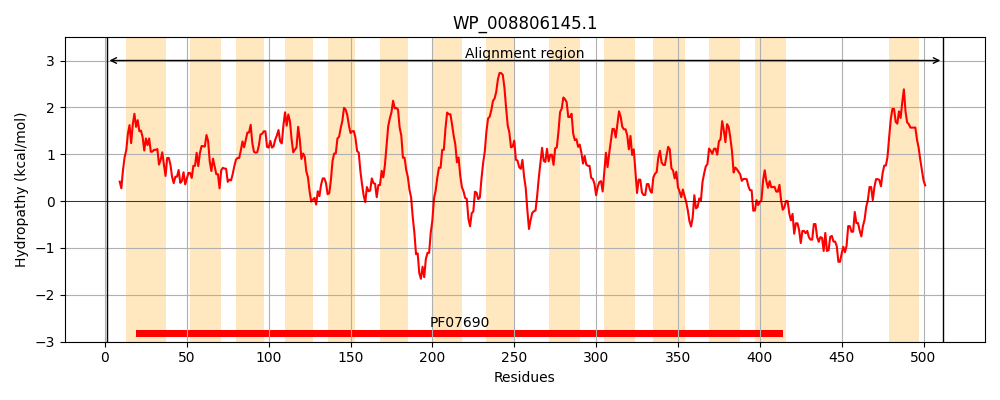 WP_008806145.1
Alignment region
PF07690
Hydropathy (kcal/mol)
3
2
1
0
−1
−2
−3
0 50 100 150 200 250 300 350 400 450 500
Residues